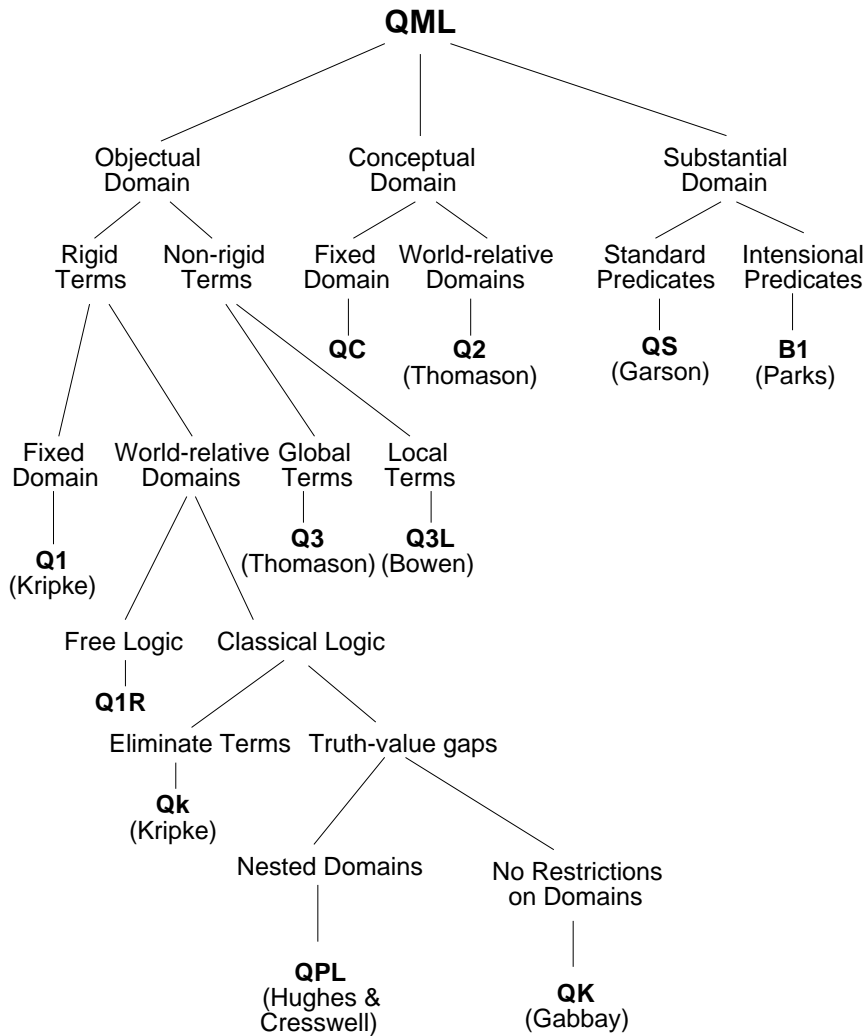 QML
Objectual
Domain
Conceptual
Domain
Substantial
Domain
Rigid
Terms
Non-rigid
Terms
Fixed
Domain
World-relative
Domains
Standard
Predicates
Intensional
Predicates
QC
Q2
(Thomason)
QS
(Garson)
B1
(Parks)
Fixed
Domain
World-relative
Domains
Global
Terms
Local
Terms
Q1
(Kripke)
Q3
(Thomason)
Q3L
(Bowen)
Free Logic
Classical Logic
Q1R
Eliminate Terms
Truth-value gaps
Qk
(Kripke)
Nested Domains
No Restrictions
on Domains
QPL
(Hughes &
Cresswell)
QK
(Gabbay)